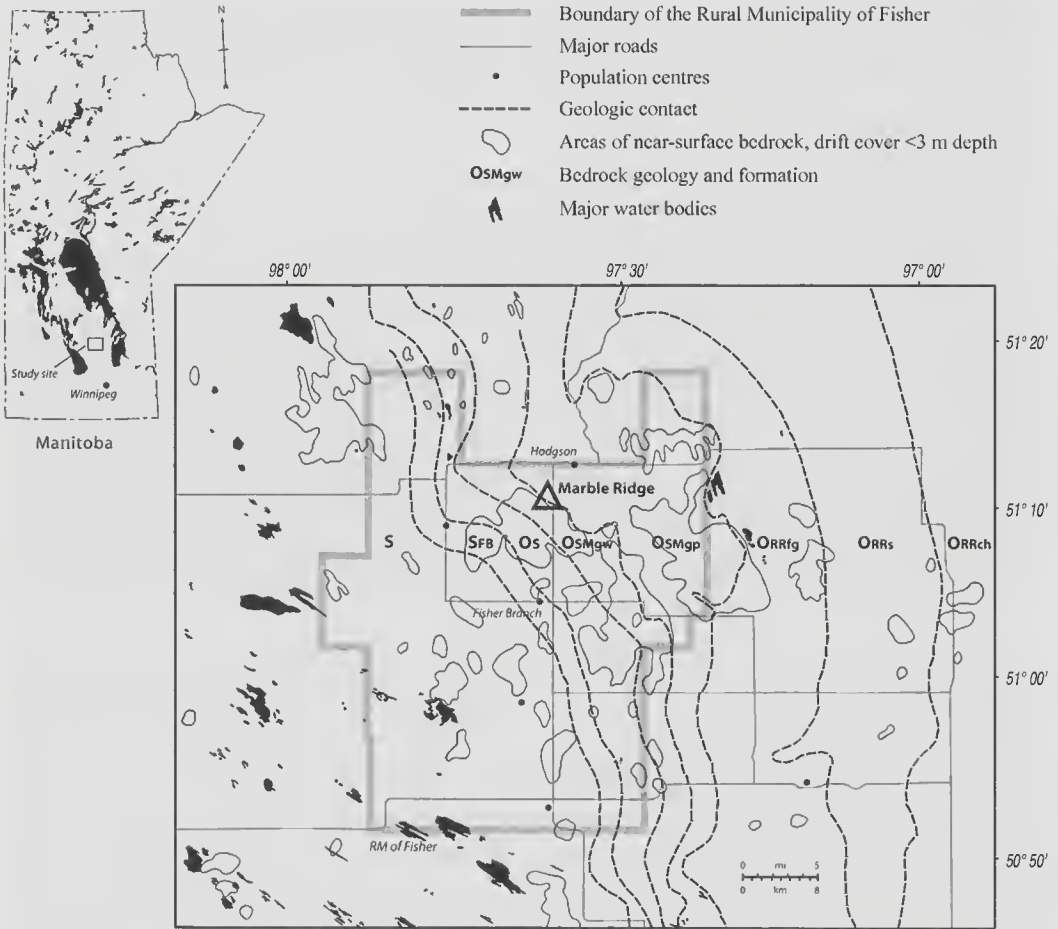 N
Study site
Winnipeg
Manitoba
Boundary of the Rural Municipality of Fisher
Major roads
Population centres
Geologic contact
Areas of near-surface bedrock, drift cover <3 m depth
OSMgw Bedrock geology and formation
Major water bodies
98° 00' 97° 30' 97° 00'
51° 20'
Hodgson
Marble Ridge
51° 10'
S SFB OS OSMgw OSMgp ORRfg ORRs ORRch
Fisher Branch
51° 00'
RM of Fisher
50° 50'
0 mi 5
0 km 8